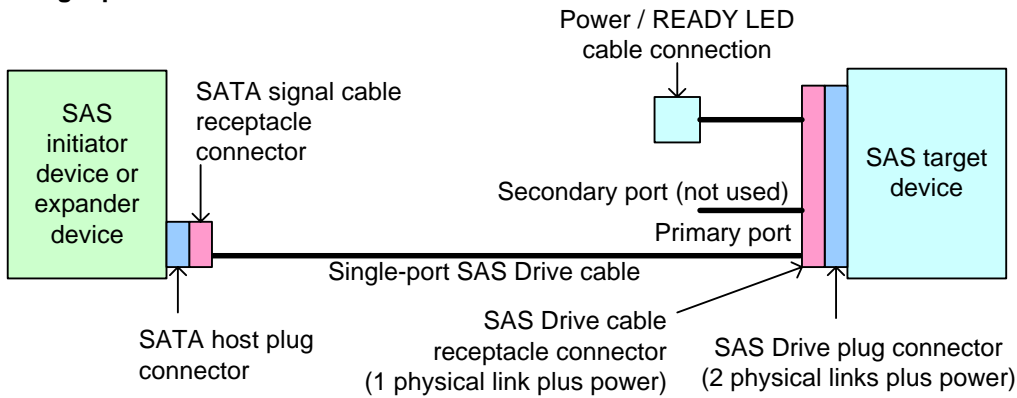 Power / READY LED
cable connection
SAS
initiator
device or
expander
device
SATA signal cable
receptacle
connector
SAS target
device
Secondary port (not used)
Primary port
Single-port SAS Drive cable
SATA host plug
connector
SAS Drive cable
receptacle connector
(1 physical link plus power)
SAS Drive plug connector
(2 physical links plus power)